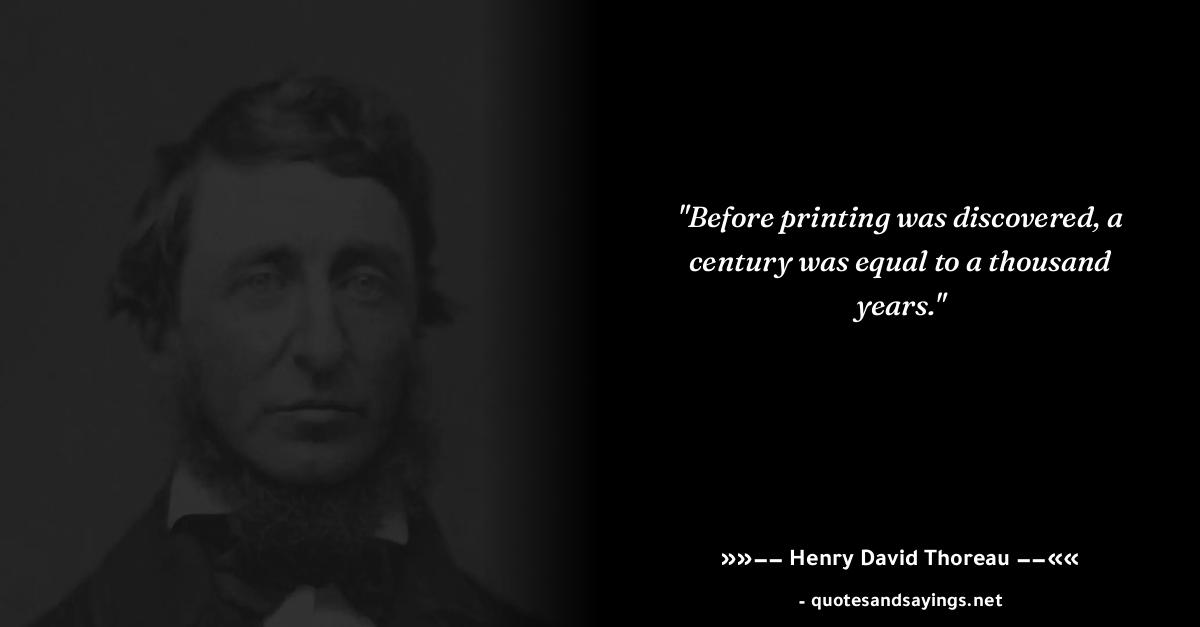 "Before printing was discovered, a
century was equal to a thousand
years."
»»−− Henry David Thoreau −−««
- quotesandsayings.net